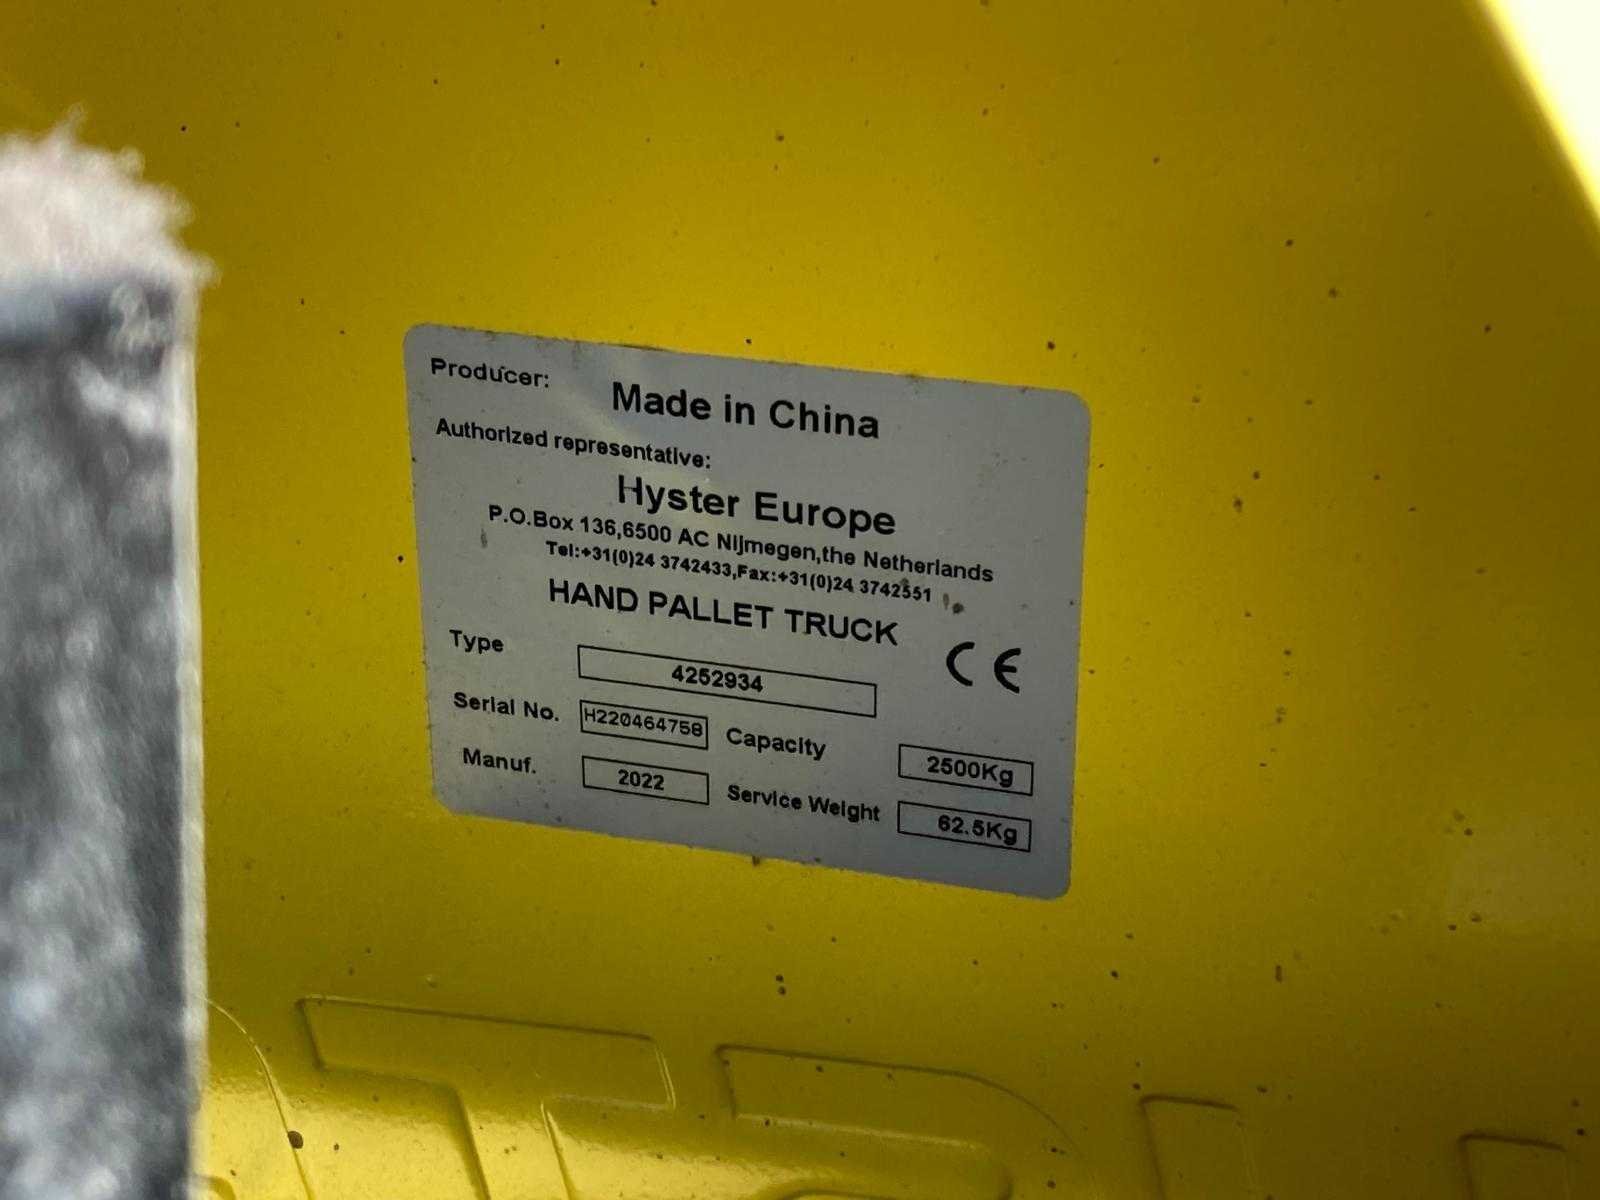 Producer: Made in China
Authorized representative:
Hyster Europe
P.O.Box 136,6500 AC Nijmegen,the Netherlands
Tel:+31(0)24 3742433,Fax:+31(0)24 3742551
HAND PALLET TRUCK
CE
Type 4252934
Serial No. H220464758 Capacity 2500Kg
Manuf. 2022 Service Weight 62.5Kg